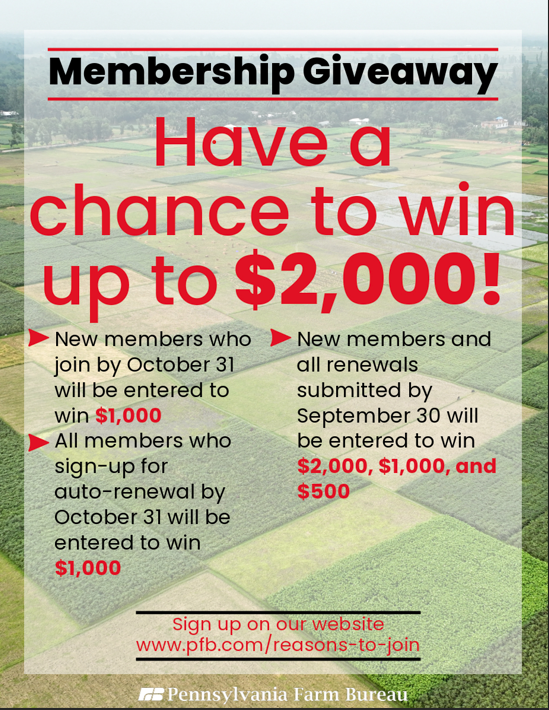 Membership Giveaway
Have a
chance to win
up to $2,000!
New members who
join by October 31
will be entered to
win $1,000
All members who
sign-up for
auto-renewal by
October 31 will be
entered to win
$1,000
New members and
all renewals
submitted by
September 30 will
be entered to win
$2,000, $1,000, and
$500
Sign up on our website
www.pfb.com/reasons-to-join
Pennsylvania Farm Bureau